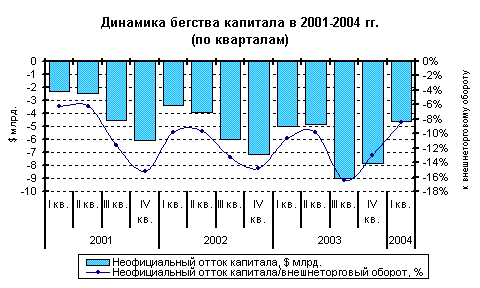 Динамика бегства капитала в 2001-2004 гг.
(по кварталам)
0
-1
-2
-3
-4
-5
-6
-7
-8
-9
-10
$ млрд.
0%
-2%
-4%
-6%
-8%
-10%
-12%
-14%
-16%
-18%
к внешнеторговому обороту
I кв. II кв. III кв. IV кв. I кв. II кв. III кв. IV кв. I кв. II кв. III кв. IV кв. I кв.
2001 2002 2003 2004
Неофициальный отток капитала, $ млрд.
Неофициальный отток капитала/внешнеторговый оборот, %